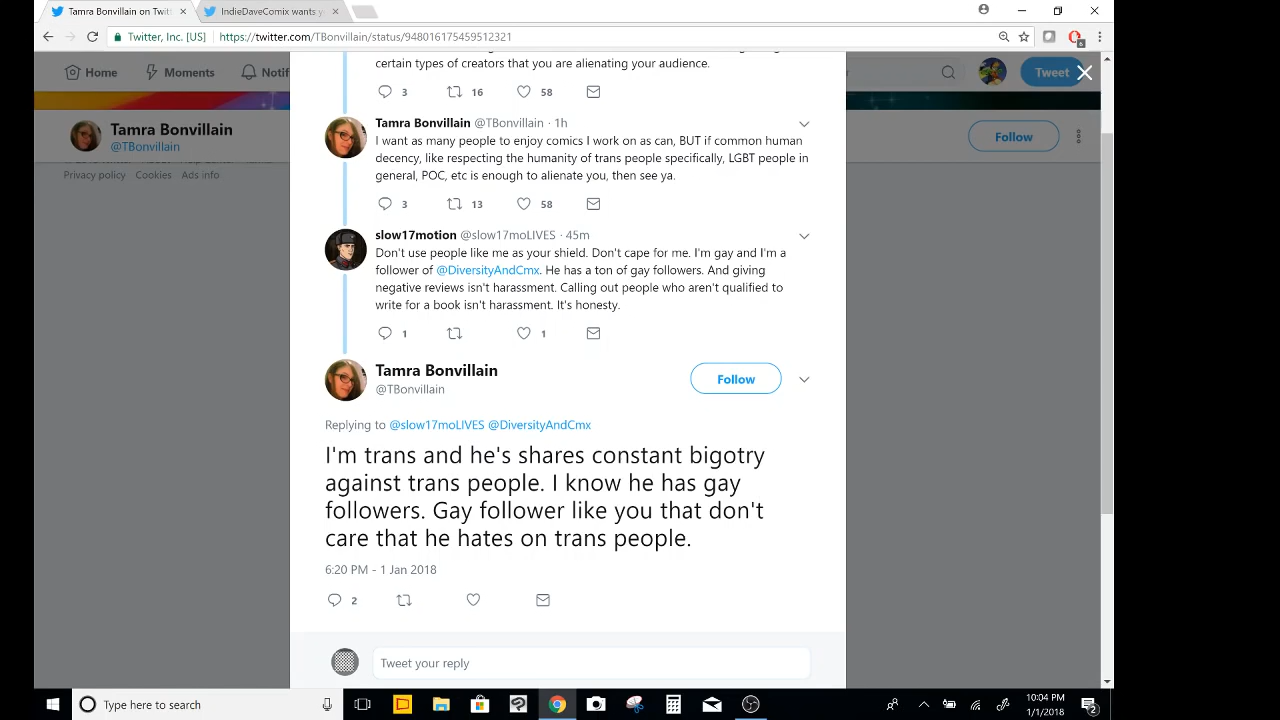 Tamra Bonvillain on Twitt
IndieDaveComix wants y
Twitter, Inc. [US] https://twitter.com/TBonvillain/status/948016175459512321
Home Moments Notifi
Tweet
certain types of creators that you are alienating your audience.
3 16 58
Tamra Bonvillain
@TBonvillain
Follow
Privacy policy Cookies Ads info
Tamra Bonvillain @TBonvillain · 1h
I want as many people to enjoy comics I work on as can, BUT if common human
decency, like respecting the humanity of trans people specifically, LGBT people in
general, POC, etc is enough to alienate you, then see ya.
3 13 58
slow17motion @slow17moLIVES · 45m
Don't use people like me as your shield. Don't cape for me. I'm gay and I'm a
follower of @DiversityAndCmx. He has a ton of gay followers. And giving
negative reviews isn't harassment. Calling out people who aren't qualified to
write for a book isn't harassment. It's honesty.
1 1
Tamra Bonvillain
@TBonvillain
Follow
Replying to @slow17moLIVES @DiversityAndCmx
I'm trans and he's shares constant bigotry
against trans people. I know he has gay
followers. Gay follower like you that don't
care that he hates on trans people.
6:20 PM - 1 Jan 2018
2
Tweet your reply
Type here to search
10:04 PM
1/1/2018